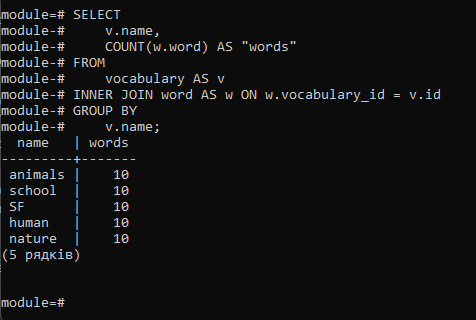 module=# SELECT
module-#     v.name,
module-#     COUNT(w.word) AS "words"
module-# FROM
module-#     vocabulary AS v
module-# INNER JOIN word AS w ON w.vocabulary_id = v.id
module-# GROUP BY
module-#     v.name;
  name   | words
---------+-------
 animals |    10
 school  |    10
 SF      |    10
 human   |    10
 nature  |    10
(5 рядків)
module=#